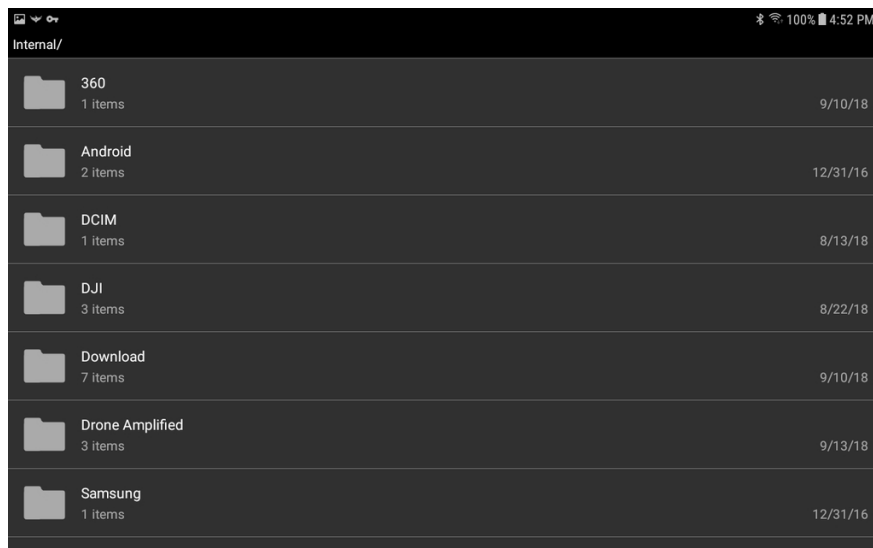 100% 4:52 PM
Internal/
360
1 items
9/10/18
Android
2 items
12/31/16
DCIM
1 items
8/13/18
DJI
3 items
8/22/18
Download
7 items
9/10/18
Drone Amplified
3 items
9/13/18
Samsung
1 items
12/31/16